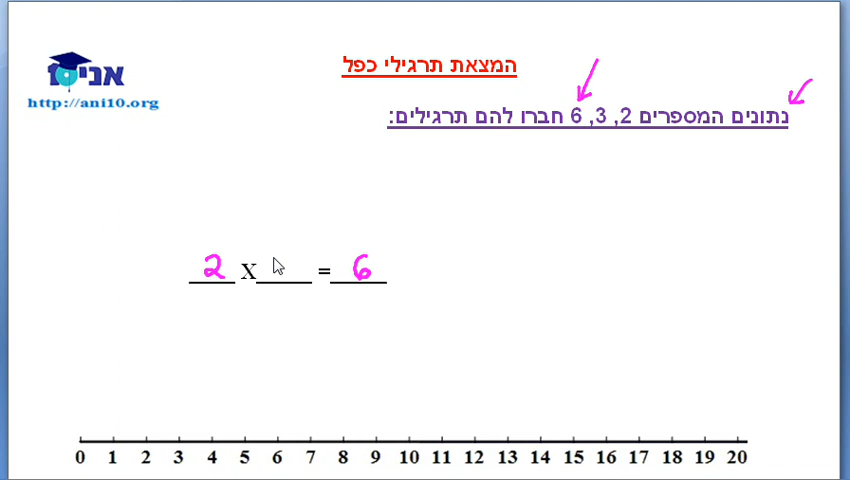 המצאת תרגילי כפל
אני10
http://ani10.org
נתונים המספרים 2, 3, 6 חברו להם תרגילים:
2 X____ = 6
0 1 2 3 4 5 6 7 8 9 10 11 12 13 14 15 16 17 18 19 20